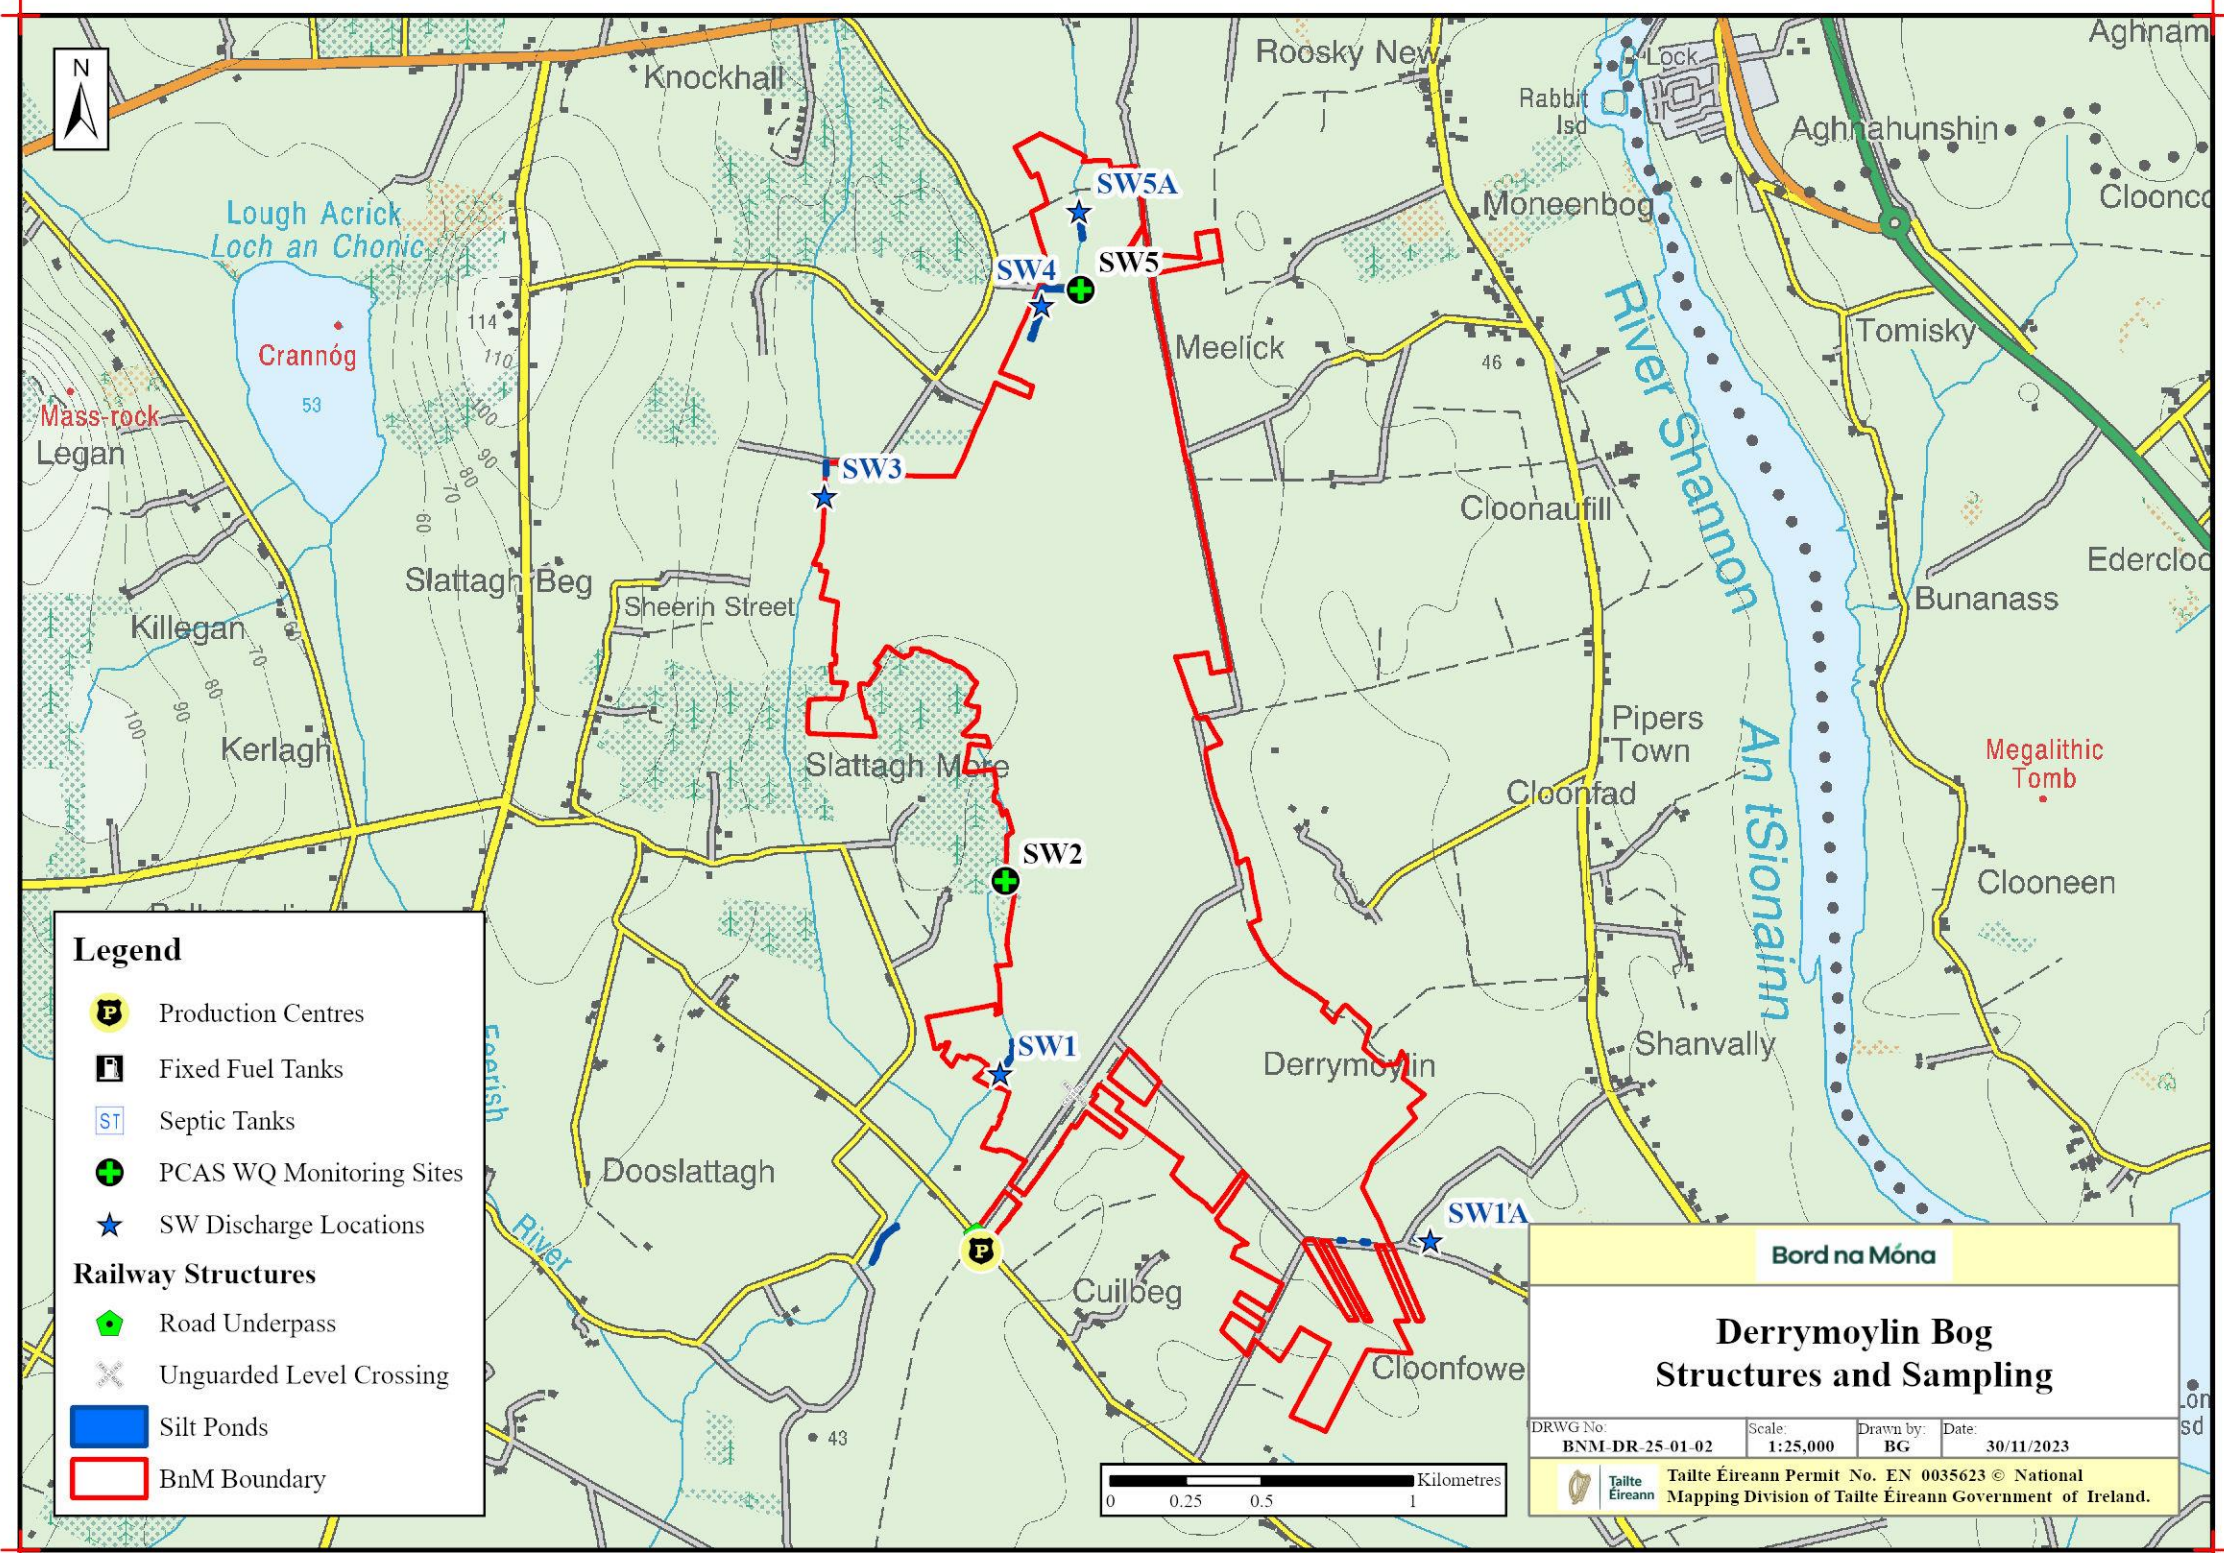 N
Knockhall
Roosky New
Lock
Rabbit
Isd
Aghnahunshin
Aghnam
Cloonco
Moneenbog
Lough Acrick
Loch an Chonic
Crannóg
53
114
110
100
90
80
70
60
Mass-rock
Legan
SW5A
SW5
SW4
SW3
Meelick
46
Tomisky
River Shannon
An tSionainn
Cloonaufill
Edercloo
Bunanass
Slattagh Beg
Sheerin Street
Killegan
60
70
80
90
100
Kerlagh
Slattagh More
Pipers
Town
Cloonfad
Megalithic
Tomb
Clooneen
SW2
SW1
Derrymoylin
Shanvally
Feerish
River
Dooslattagh
SW1A
Cuilbeg
Cloonfowe
43
P
Legend
P Production Centres
Fixed Fuel Tanks
ST Septic Tanks
PCAS WQ Monitoring Sites
SW Discharge Locations
Railway Structures
Road Underpass
Unguarded Level Crossing
Silt Ponds
BnM Boundary
Kilometres
0 0.25 0.5 1
Bord na Móna
Derrymoylin Bog
Structures and Sampling
DRWG No: Scale: Drawn by: Date:
BNM-DR-25-01-02 1:25,000 BG 30/11/2023
Tailte
Éireann
Tailte Éireann Permit No. EN 0035623 © National
Mapping Division of Tailte Éireann Government of Ireland.